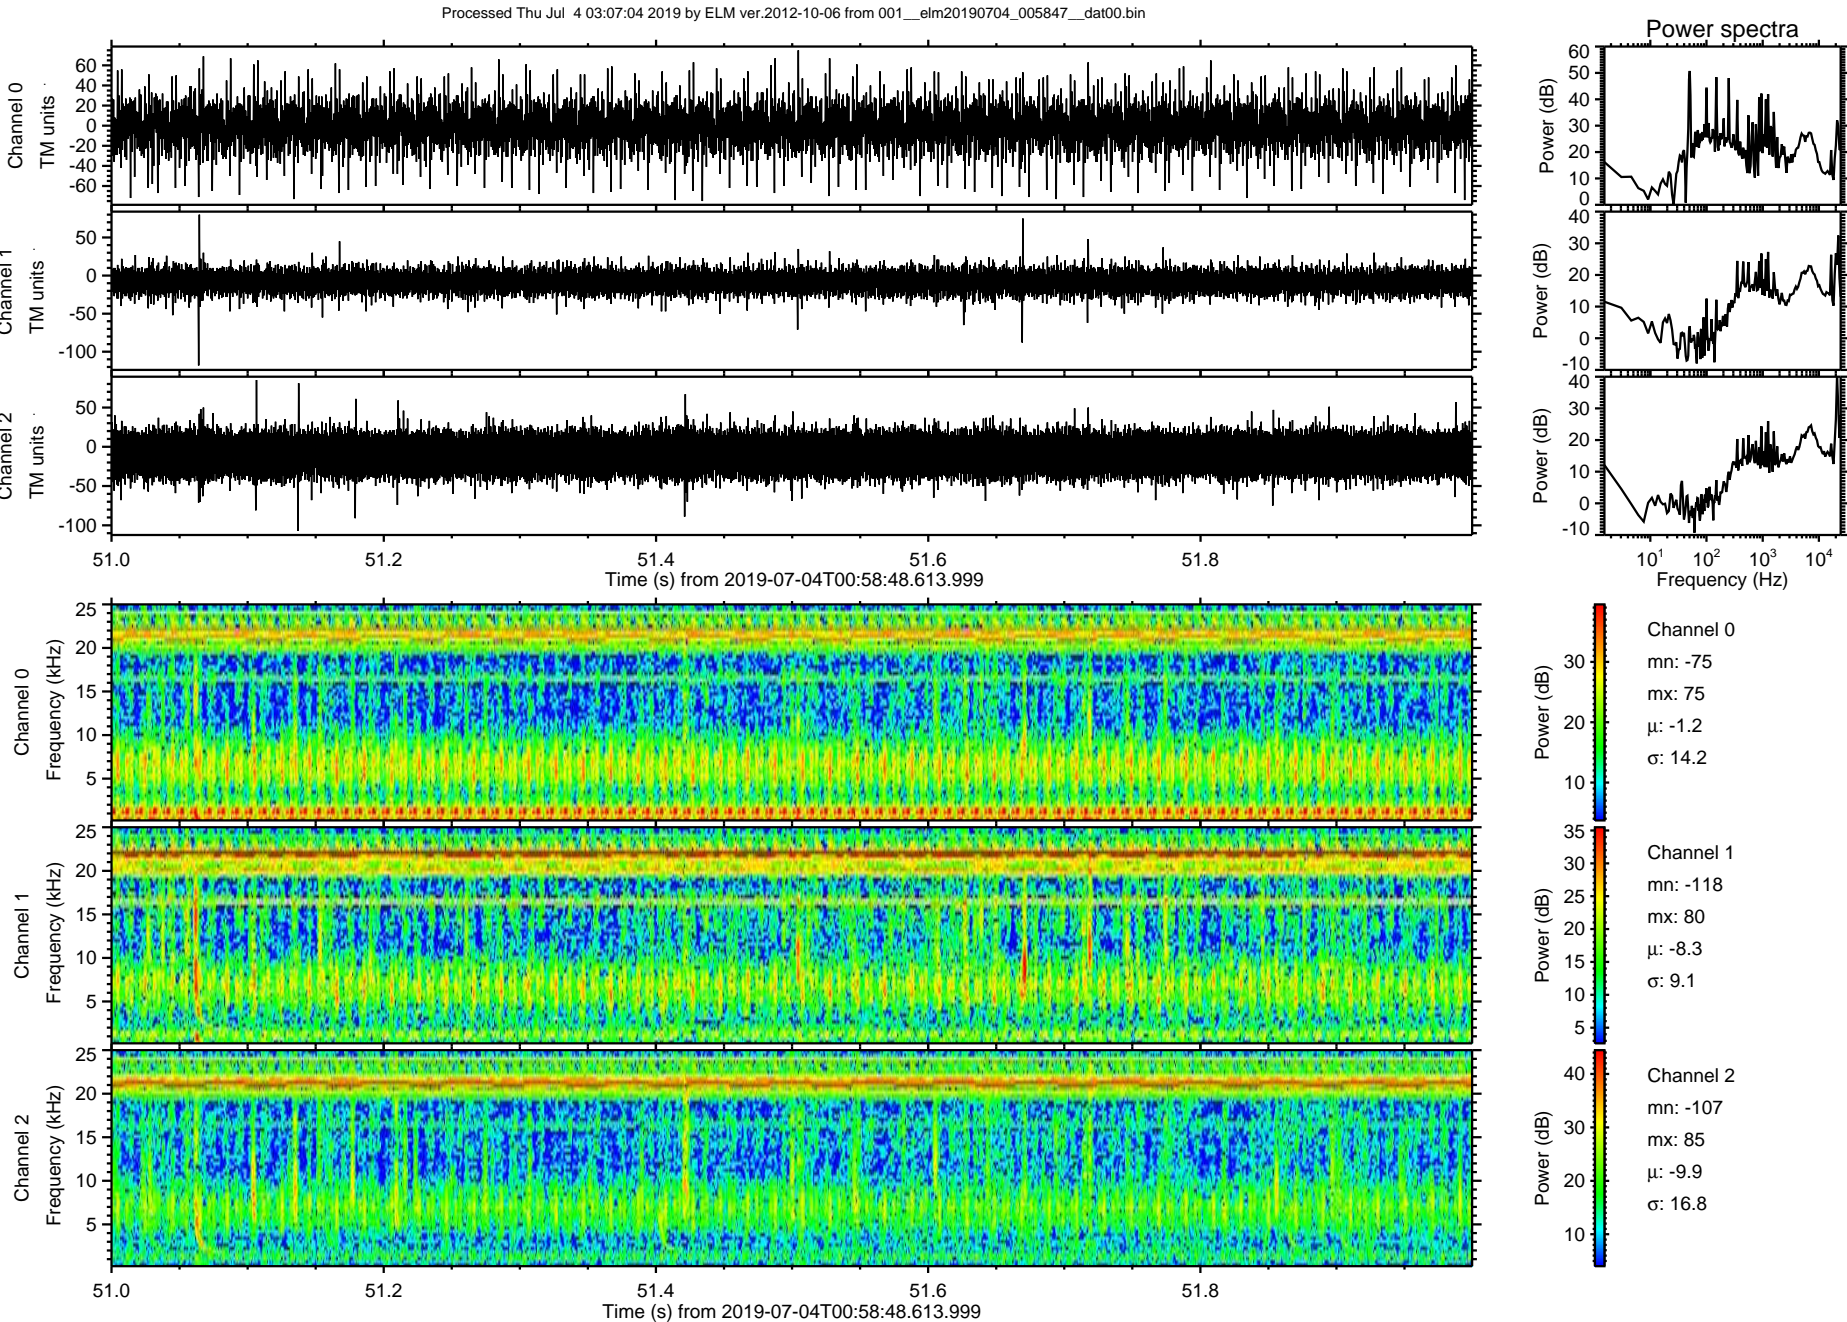 Processed Thu Jul  4 03:07:04 2019 by ELM ver.2012-10-06 from 001__elm20190704_005847__dat00.bin
Power spectra
Channel 0
TM units
60
40
20
0
-20
-40
-60
Power (dB)
60
50
40
30
20
10
0
Channel 1
TM units
50
0
-50
-100
Power (dB)
40
30
20
10
0
-10
Channel 2
TM units
50
0
-50
-100
Power (dB)
40
30
20
10
0
-10
51.0 51.2 51.4 51.6 51.8
Time (s) from 2019-07-04T00:58:48.613.999
10^1 10^2 10^3 10^4
Frequency (Hz)
Channel 0
Frequency (kHz)
25
20
15
10
5
Power (dB)
30
20
10
Channel 0
mn: -75
mx: 75
μ: -1.2
σ: 14.2
Channel 1
Frequency (kHz)
25
20
15
10
5
Power (dB)
35
30
25
20
15
10
5
Channel 1
mn: -118
mx: 80
μ: -8.3
σ: 9.1
Channel 2
Frequency (kHz)
25
20
15
10
5
Power (dB)
40
30
20
10
Channel 2
mn: -107
mx: 85
μ: -9.9
σ: 16.8
51.0 51.2 51.4 51.6 51.8
Time (s) from 2019-07-04T00:58:48.613.999